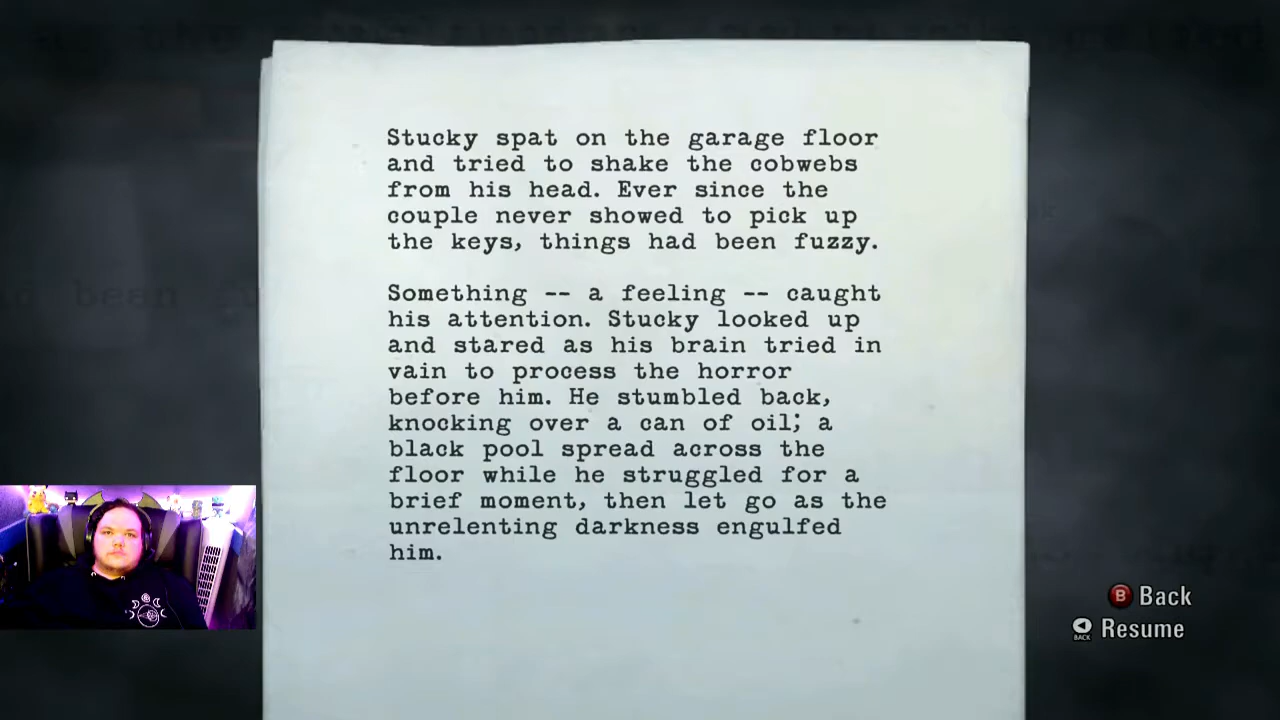 Stucky spat on the garage floor
and tried to shake the cobwebs
from his head. Ever since the
couple never showed to pick up
the keys, things had been fuzzy.
Something -- a feeling -- caught
his attention. Stucky looked up
and stared as his brain tried in
vain to process the horror
before him. He stumbled back,
knocking over a can of oil; a
black pool spread across the
floor while he struggled for a
brief moment, then let go as the
unrelenting darkness engulfed
him.
B Back
BACK Resume